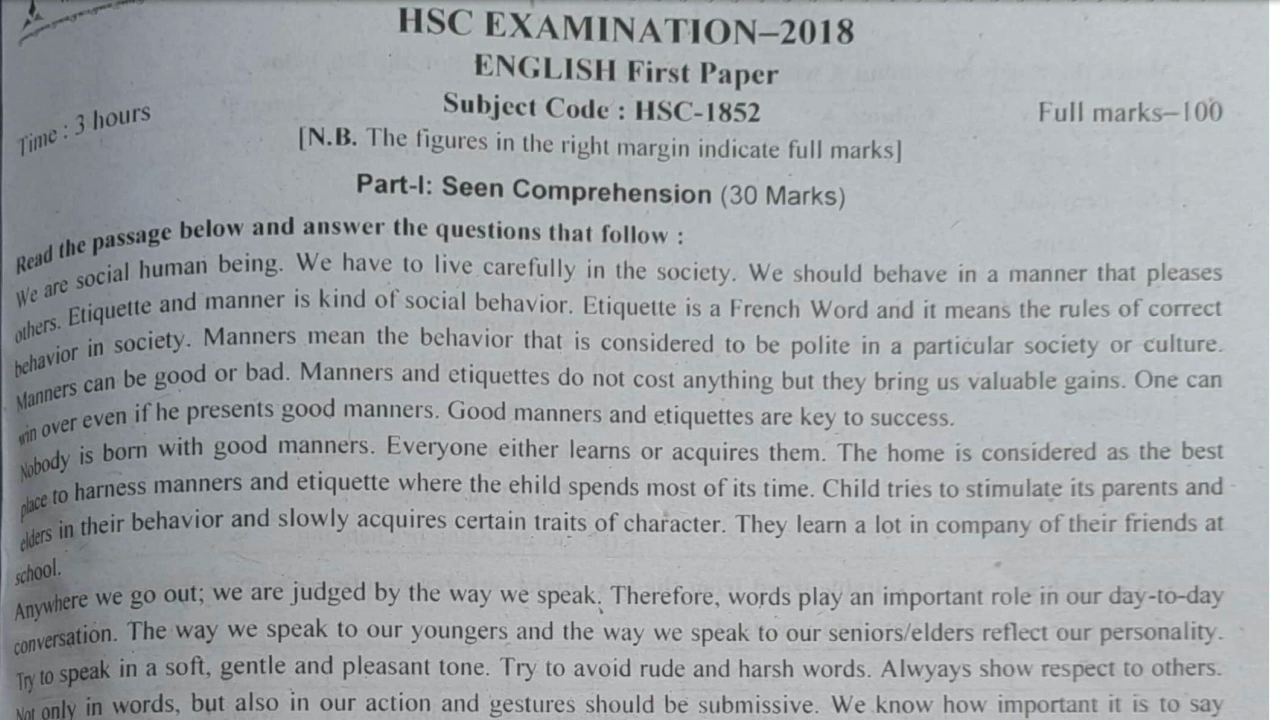 HSC EXAMINATION–2018
ENGLISH First Paper
Subject Code : HSC-1852
Time : 3 hours
Full marks–100
[N.B. The figures in the right margin indicate full marks]
Part-I: Seen Comprehension (30 Marks)
Read the passage below and answer the questions that follow :
We are social human being. We have to live carefully in the society. We should behave in a manner that pleases
others. Etiquette and manner is kind of social behavior. Etiquette is a French Word and it means the rules of correct
behavior in society. Manners mean the behavior that is considered to be polite in a particular society or culture.
Manners can be good or bad. Manners and etiquettes do not cost anything but they bring us valuable gains. One can
win over even if he presents good manners. Good manners and etiquettes are key to success.
Nobody is born with good manners. Everyone either learns or acquires them. The home is considered as the best
place to harness manners and etiquette where the ehild spends most of its time. Child tries to stimulate its parents and
elders in their behavior and slowly acquires certain traits of character. They learn a lot in company of their friends at
school.
Anywhere we go out; we are judged by the way we speak. Therefore, words play an important role in our day-to-day
conversation. The way we speak to our youngers and the way we speak to our seniors/elders reflect our personality.
Try to speak in a soft, gentle and pleasant tone. Try to avoid rude and harsh words. Alwyays show respect to others.
Not only in words, but also in our action and gestures should be submissive. We know how important it is to say